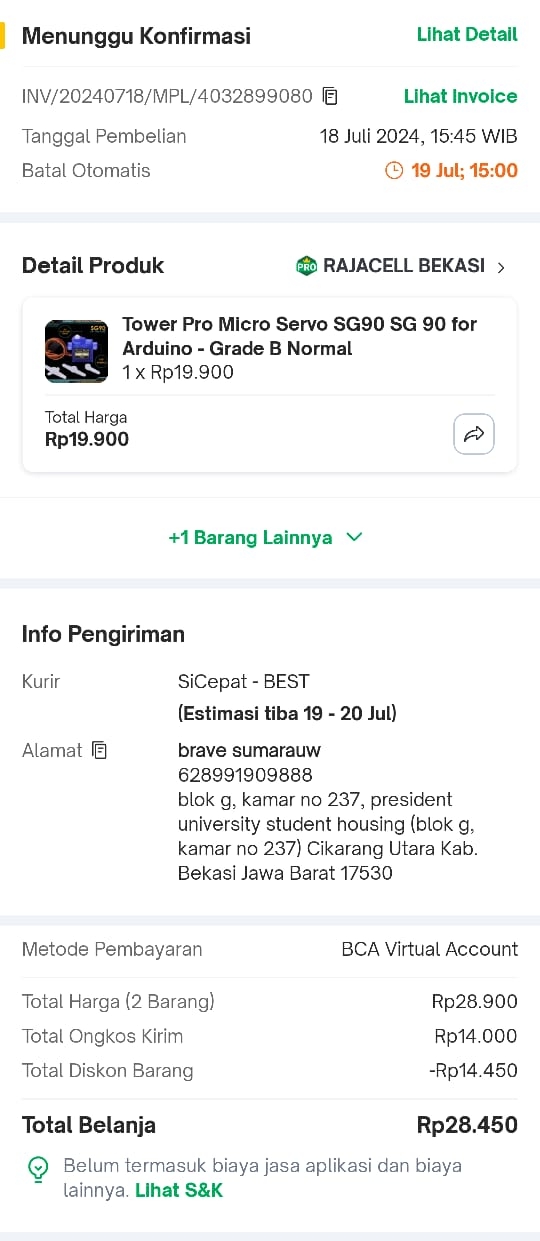 Menunggu Konfirmasi Lihat Detail
INV/20240718/MPL/4032899080 Lihat Invoice
Tanggal Pembelian 18 Juli 2024, 15:45 WIB
Batal Otomatis 19 Jul; 15:00
Detail Produk PRO RAJACELL BEKASI
SG90
Tower Pro Micro Servo SG90 SG 90 for
Arduino - Grade B Normal
1 x Rp19.900
Total Harga
Rp19.900
+1 Barang Lainnya
Info Pengiriman
Kurir SiCepat - BEST
(Estimasi tiba 19 - 20 Jul)
Alamat brave sumarauw
628991909888
blok g, kamar no 237, president
university student housing (blok g,
kamar no 237) Cikarang Utara Kab.
Bekasi Jawa Barat 17530
Metode Pembayaran BCA Virtual Account
Total Harga (2 Barang) Rp28.900
Total Ongkos Kirim Rp14.000
Total Diskon Barang -Rp14.450
Total Belanja Rp28.450
Belum termasuk biaya jasa aplikasi dan biaya
lainnya. Lihat S&K